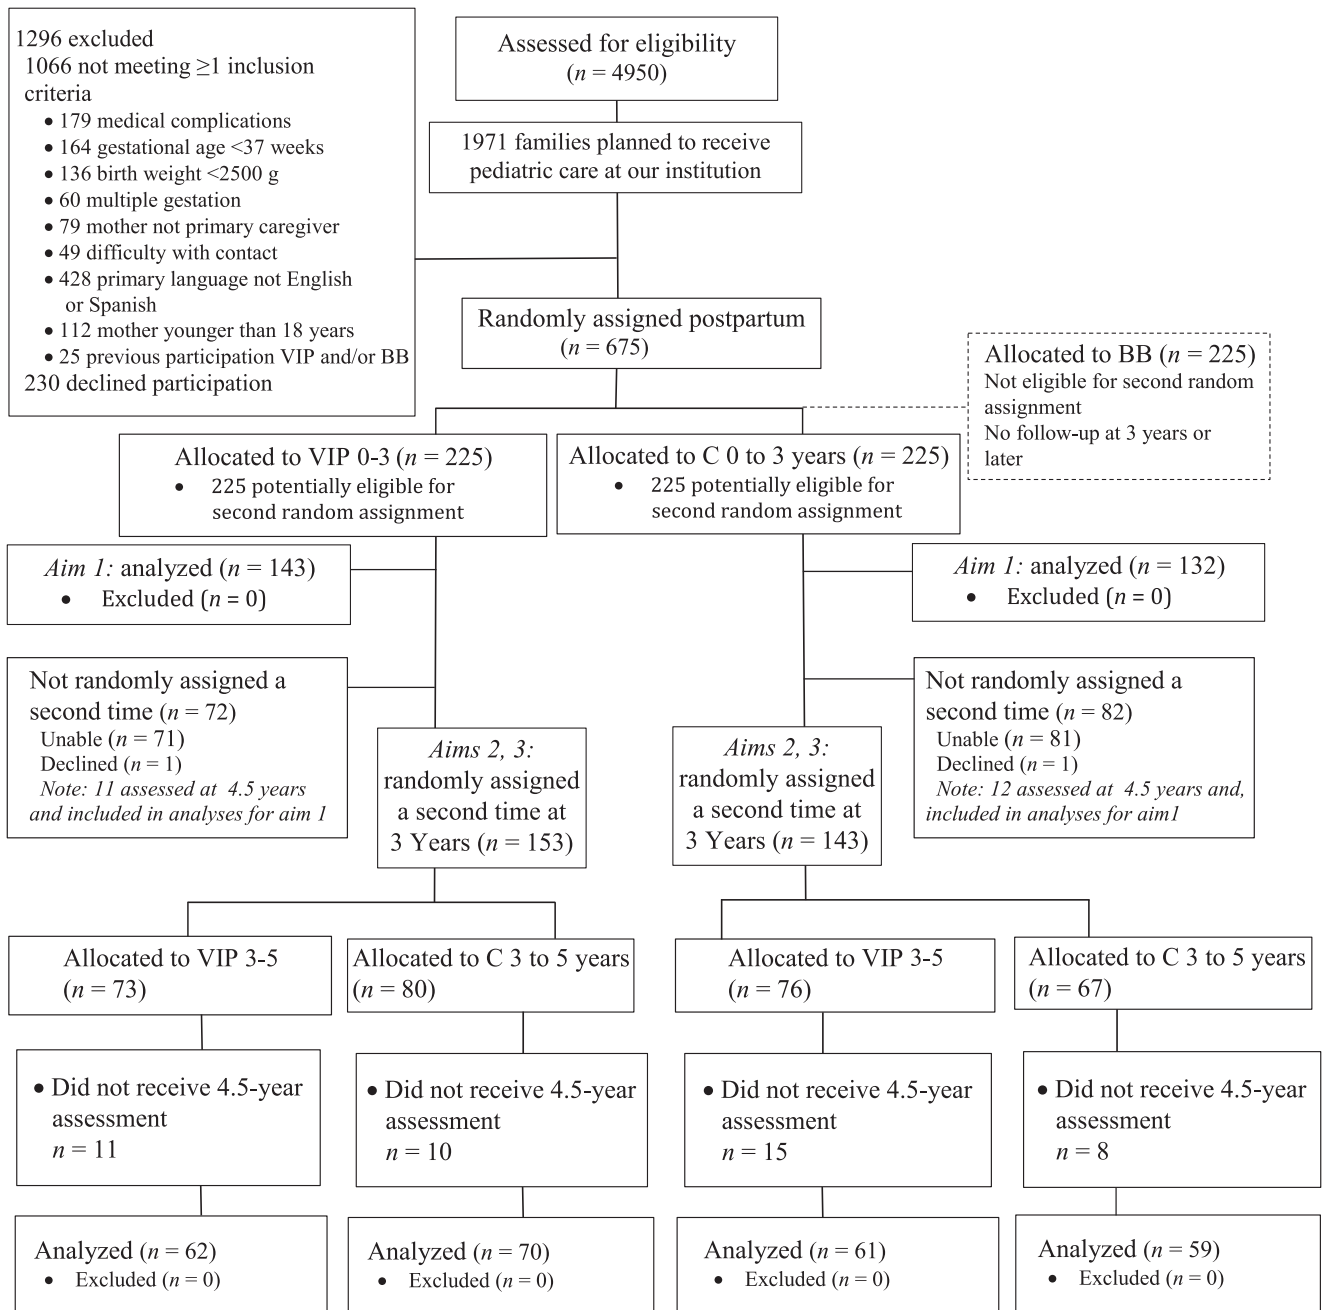 1296 excluded
1066 not meeting ≥1 inclusion
criteria
• 179 medical complications
• 164 gestational age <37 weeks
• 136 birth weight <2500 g
• 60 multiple gestation
• 79 mother not primary caregiver
• 49 difficulty with contact
• 428 primary language not English
or Spanish
• 112 mother younger than 18 years
• 25 previous participation VIP and/or BB
230 declined participation
Assessed for eligibility
(n = 4950)
1971 families planned to receive
pediatric care at our institution
Randomly assigned postpartum
(n = 675)
Allocated to BB (n = 225)
Not eligible for second random
assignment
No follow-up at 3 years or
later
Allocated to VIP 0-3 (n = 225)
• 225 potentially eligible for
second random assignment
Allocated to C 0 to 3 years (n = 225)
• 225 potentially eligible for
second random assignment
Aim 1: analyzed (n = 143)
• Excluded (n = 0)
Aim 1: analyzed (n = 132)
• Excluded (n = 0)
Not randomly assigned a
second time (n = 72)
Unable (n = 71)
Declined (n = 1)
Note: 11 assessed at 4.5 years
and included in analyses for aim 1
Aims 2, 3:
randomly assigned
a second time at
3 Years (n = 153)
Aims 2, 3:
randomly assigned
a second time at
3 Years (n = 143)
Not randomly assigned a
second time (n = 82)
Unable (n = 81)
Declined (n = 1)
Note: 12 assessed at 4.5 years and,
included in analyses for aim1
Allocated to VIP 3-5
(n = 73)
Allocated to C 3 to 5 years
(n = 80)
Allocated to VIP 3-5
(n = 76)
Allocated to C 3 to 5 years
(n = 67)
• Did not receive 4.5-year
assessment
n = 11
• Did not receive 4.5-year
assessment
n = 10
• Did not receive 4.5-year
assessment
n = 15
• Did not receive 4.5-year
assessment
n = 8
Analyzed (n = 62)
• Excluded (n = 0)
Analyzed (n = 70)
• Excluded (n = 0)
Analyzed (n = 61)
• Excluded (n = 0)
Analyzed (n = 59)
• Excluded (n = 0)